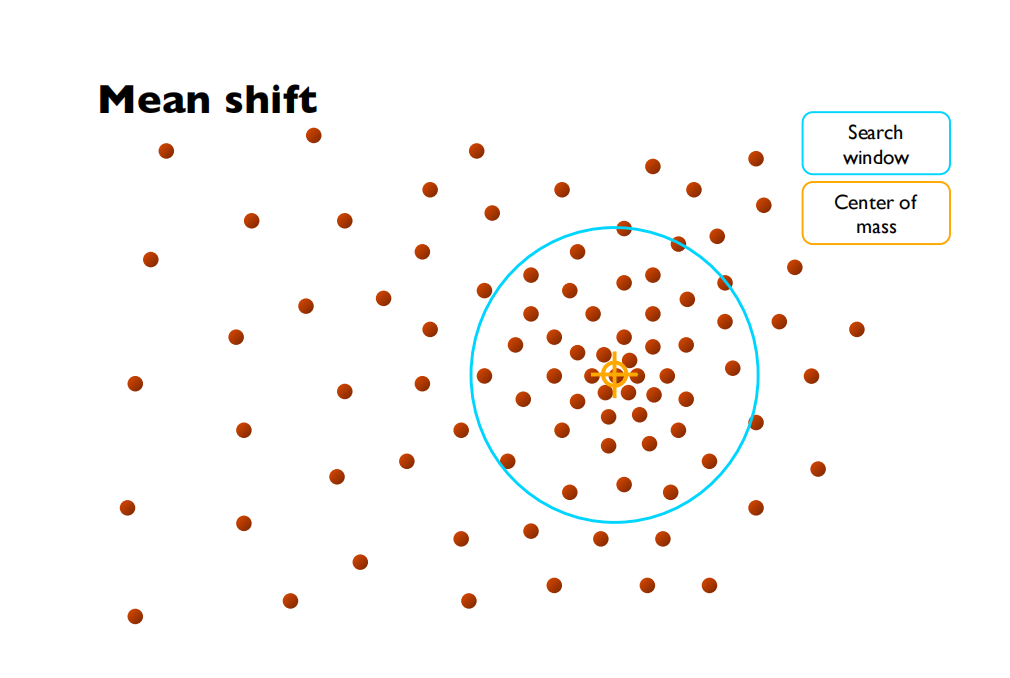 Mean shift
Search
window
Center of
mass